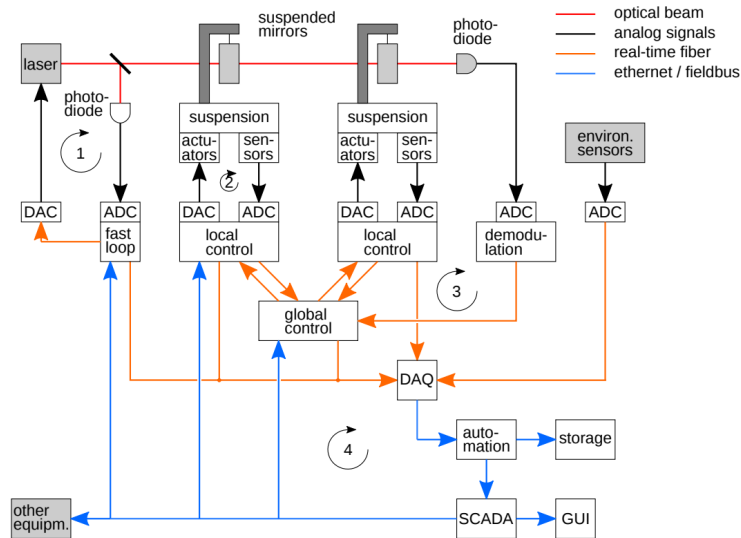 suspended
mirrors
photo-
diode
optical beam
analog signals
real-time fiber
ethernet / fieldbus
laser
photo-
diode
1
suspension
actu-
ators
sen-
sors
2
suspension
actu-
ators
sen-
sors
environ.
sensors
DAC
ADC
fast
loop
DAC
ADC
local
control
DAC
ADC
local
control
ADC
demodu-
lation
ADC
3
global
control
DAQ
4
auto-
mation
storage
other
equipm.
SCADA
GUI